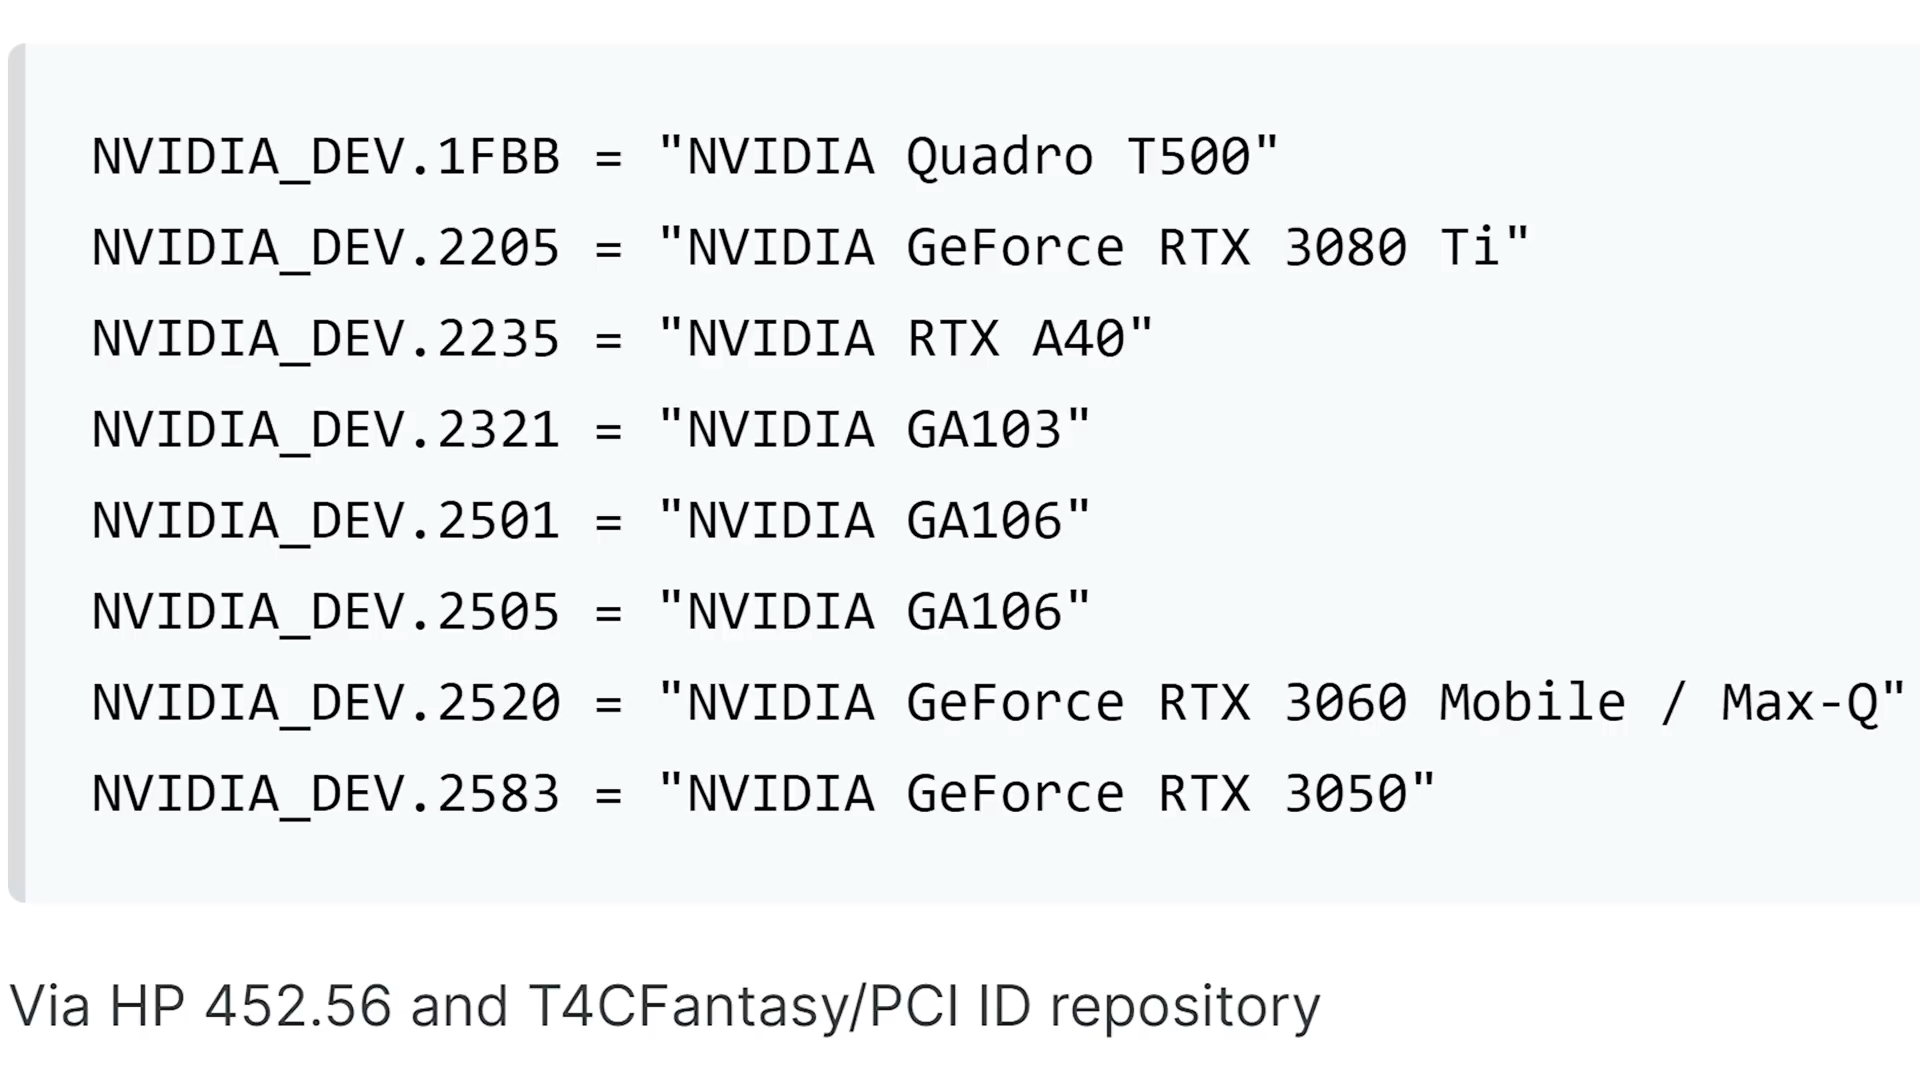 NVIDIA_DEV.1FBB = "NVIDIA Quadro T500"
NVIDIA_DEV.2205 = "NVIDIA GeForce RTX 3080 Ti"
NVIDIA_DEV.2235 = "NVIDIA RTX A40"
NVIDIA_DEV.2321 = "NVIDIA GA103"
NVIDIA_DEV.2501 = "NVIDIA GA106"
NVIDIA_DEV.2505 = "NVIDIA GA106"
NVIDIA_DEV.2520 = "NVIDIA GeForce RTX 3060 Mobile / Max-Q"
NVIDIA_DEV.2583 = "NVIDIA GeForce RTX 3050"
Via HP 452.56 and T4CFantasy/PCI ID repository